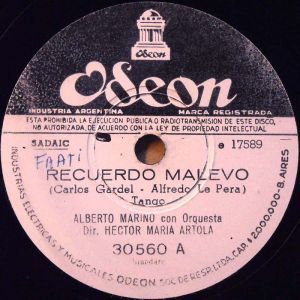 Odeon
Odeon
INDUSTRIA ARGENTINA MARCA REGISTRADA
ESTA PROHIBIDA LA EJECUCION PUBLICA O RADIOTRANSMISION DE ESTE DISCO,
NO AUTORIZADA DE ACUERDO CON LA LEY DE PROPIEDAD INTELECTUAL
SADAIC e 17589
RECUERDO MALEVO
(Carlos Gardel - Alfredo Le Pera)
Tango
ALBERTO MARINO con Orquesta
Dir. HECTOR MARIA ARTOLA
30560 A
INDUSTRIAS ELECTRICAS Y MUSICALES ODEON SOC. DE RESP. LTDA. CAP. $ 2.000.000-B. AIRES